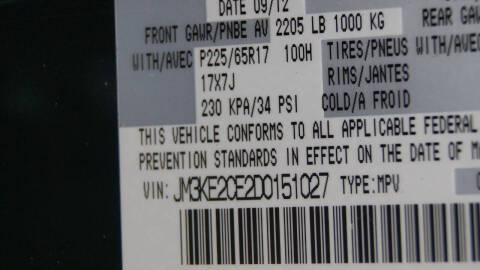 DATE 09/12
FRONT GAWR/PNBE AV 2205 LB 1000 KG REAR GAW
WITH/AVEC P225/65R17 100H TIRES/PNEUS WITH/A
17X7J RIMS/JANTES
230 KPA/34 PSI COLD/A FROID
THIS VEHICLE CONFORMS TO ALL APPLICABLE FEDERAL
PREVENTION STANDARDS IN EFFECT ON THE DATE OF
VIN: JM3KE2CE2D0151027 TYPE:MPV